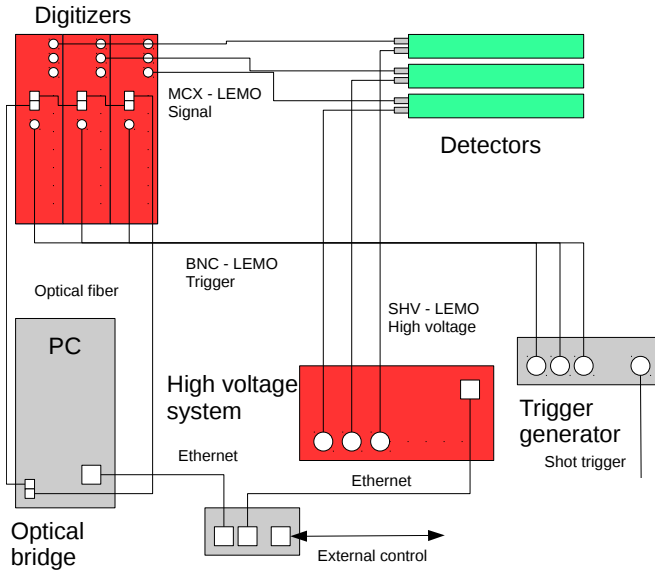 Digitizers
MCX - LEMO
Signal
Detectors
BNC - LEMO
Trigger
Optical fiber
SHV - LEMO
High voltage
PC
High voltage
system
Trigger
generator
Shot trigger
Ethernet
Ethernet
Optical
bridge
External control